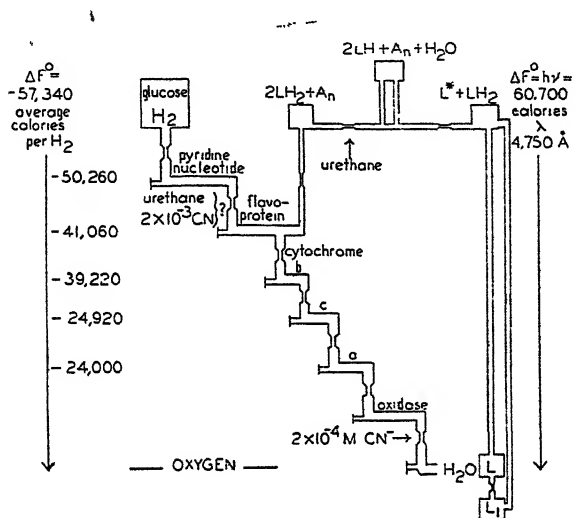 ΔF°=
-57,340
average
calories
per H₂
-50,260
-41,060
-39,220
-24,920
-24,000
glucose
H₂
pyridine
nucleotide
urethane
2×10⁻³CN
?
flavo-
protein
cytochrome
b
c
a
oxidase
2×10⁻⁴M CN⁻→
OXYGEN
H₂O
2LH₂+Aₙ
2LH+Aₙ+H₂O
urethane
L*+LH₂
L
L₁
ΔF°=hν=
60,700
calories
λ
4,750 Å